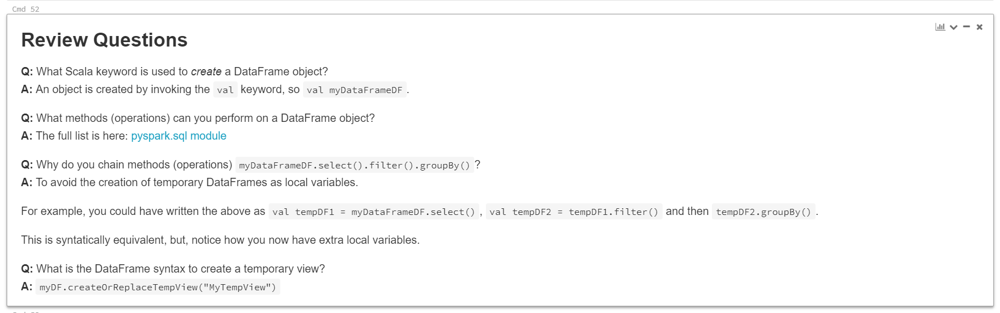 Cmd 52
Review Questions
Q: What Scala keyword is used to create a DataFrame object?
A: An object is created by invoking the val keyword, so val myDataFrameDF .
Q: What methods (operations) can you perform on a DataFrame object?
A: The full list is here: pyspark.sql module
Q: Why do you chain methods (operations) myDataFrameDF.select().filter().groupBy() ?
A: To avoid the creation of temporary DataFrames as local variables.
For example, you could have written the above as val tempDF1 = myDataFrameDF.select() , val tempDF2 = tempDF1.filter() and then tempDF2.groupBy() .
This is syntatically equivalent, but, notice how you now have extra local variables.
Q: What is the DataFrame syntax to create a temporary view?
A: myDF.createOrReplaceTempView("MyTempView")